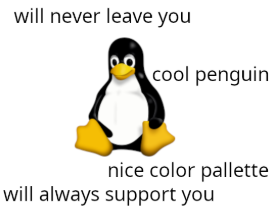 will never leave you
cool penguin
nice color pallette
will always support you